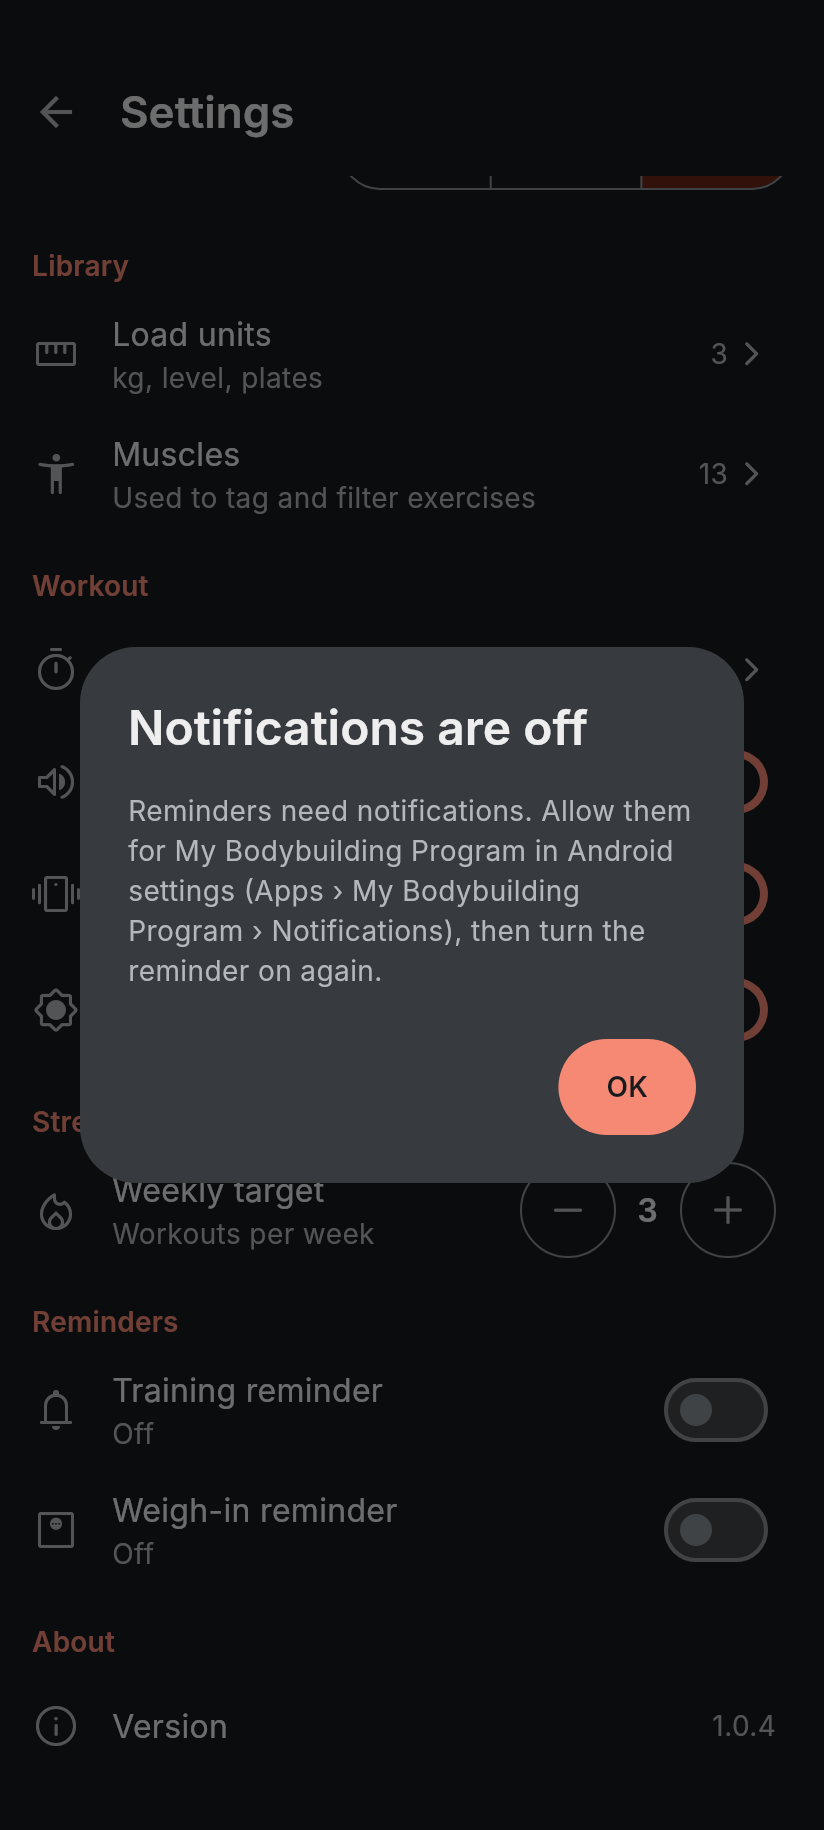 Settings
Library
Load units
kg, level, plates
3
Muscles
Used to tag and filter exercises
13
Workout
Notifications are off
Reminders need notifications. Allow them
for My Bodybuilding Program in Android
settings (Apps › My Bodybuilding
Program › Notifications), then turn the
reminder on again.
OK
Stre
Weekly target
Workouts per week
3
Reminders
Training reminder
Off
Weigh-in reminder
Off
About
Version
1.0.4